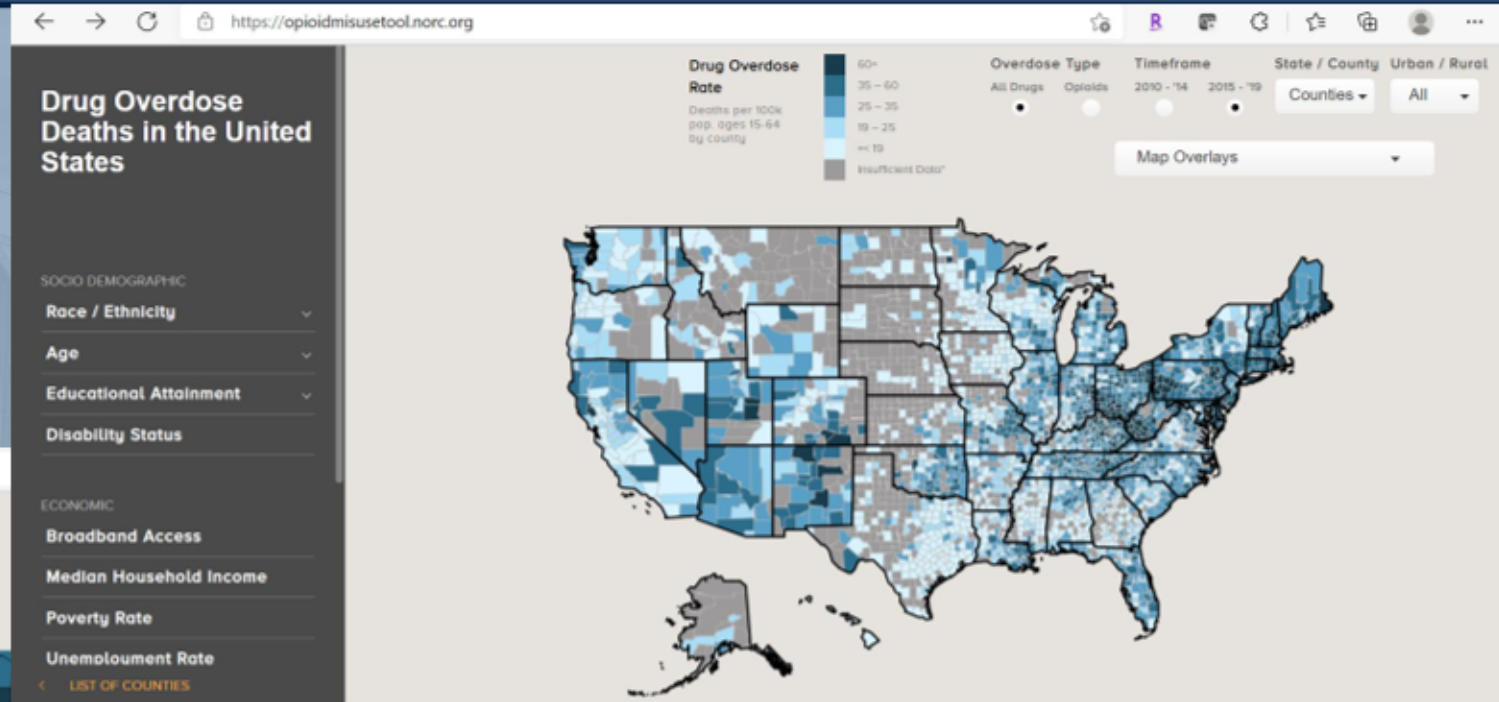 https://opioidmisusetool.norc.org
Drug Overdose
Deaths in the United
States
SOCIO DEMOGRAPHIC
Race / Ethnicity
Age
Educational Attainment
Disability Status
ECONOMIC
Broadband Access
Median Household Income
Poverty Rate
Unemployment Rate
< LIST OF COUNTIES
Drug Overdose
Rate
Deaths per 100k
pop. ages 15-64
by county
60+
35 – 60
25 – 35
19 – 25
=< 19
Insufficient Data*
Overdose Type
All Drugs Opioids
Timeframe
2010 - '14 2015 - '19
State / County
Counties
Urban / Rural
All
Map Overlays